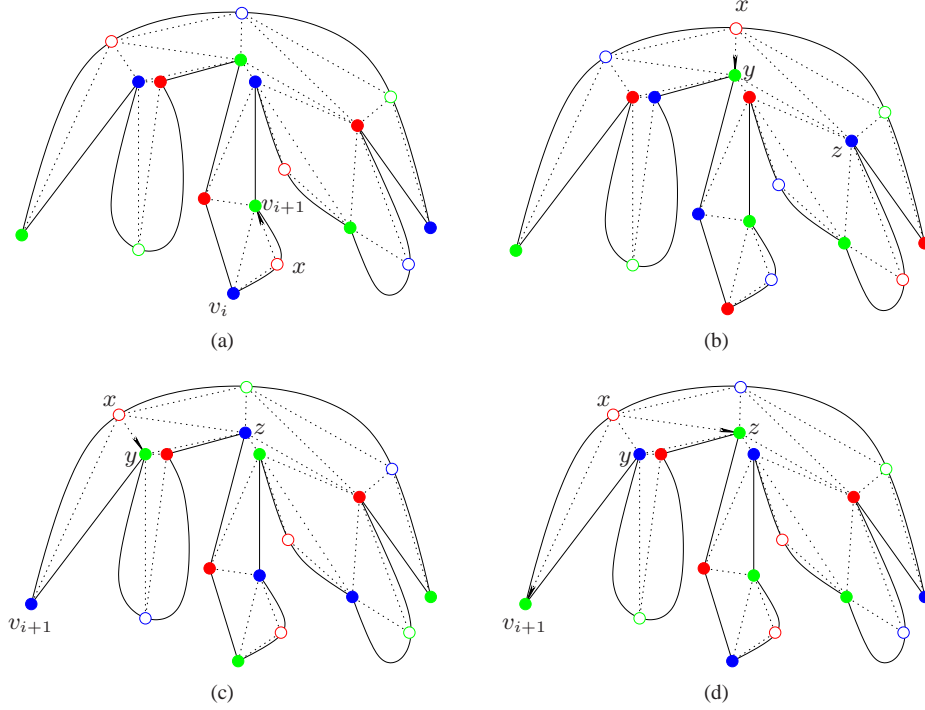 x
y
z
v_{i+1}
x
v_i
(a)
(b)
x
z
y
v_{i+1}
(c)
x
y
z
v_{i+1}
(d)